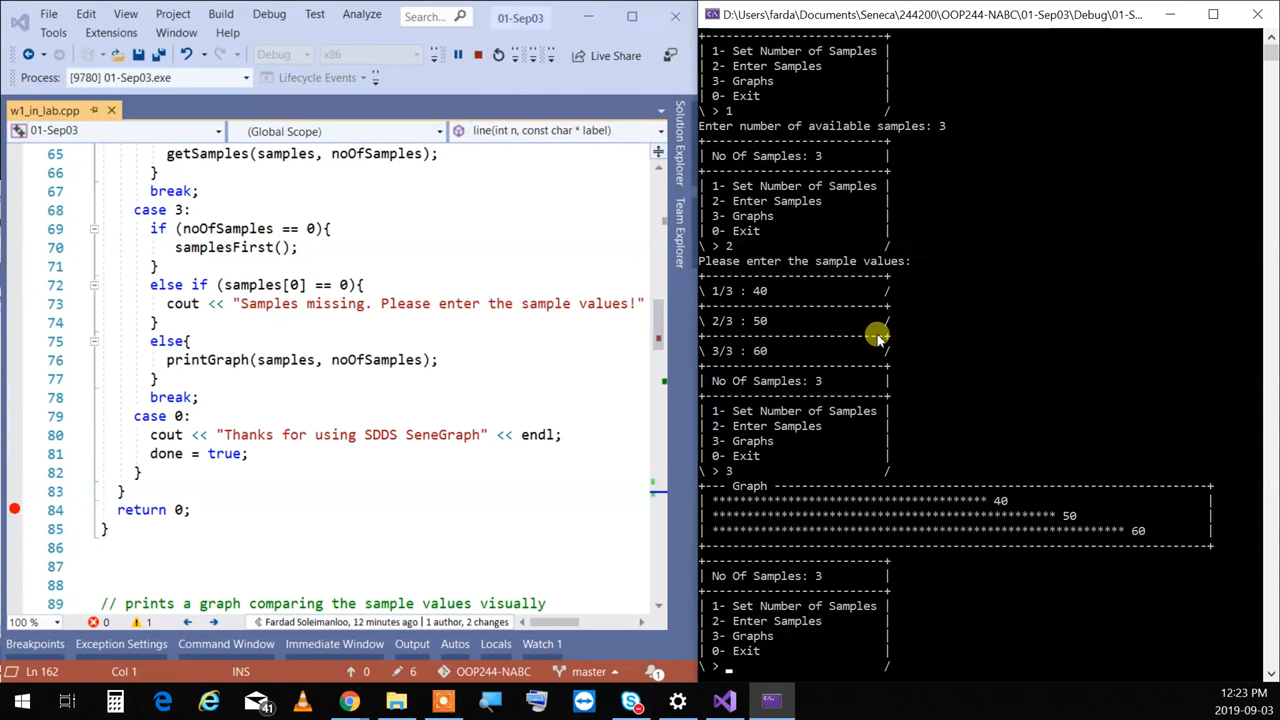 File Edit View Project Build Debug Test Analyze Search... 01-Sep03
Tools Extensions Window Help
Debug x86 Live Share
Process: [9780] 01-Sep03.exe Lifecycle Events
w1_in_lab.cpp
01-Sep03 (Global Scope) line(int n, const char * label)
65 getSamples(samples, noOfSamples);
66 }
67 break;
68 case 3:
69 if (noOfSamples == 0){
70 samplesFirst();
71 }
72 else if (samples[0] == 0){
73 cout << "Samples missing. Please enter the sample values!"
74 }
75 else{
76 printGraph(samples, noOfSamples);
77 }
78 break;
79 case 0:
80 cout << "Thanks for using SDDS SeneGraph" << endl;
81 done = true;
82 }
83 }
84 return 0;
85 }
86
87
88
89 // prints a graph comparing the sample values visually
100 % 0 1 Fardad Soleimanloo, 12 minutes ago | 1 author, 2 changes
Breakpoints Exception Settings Command Window Immediate Window Output Autos Locals Watch 1
Ln 162 Col 1 INS 0 6 OOP244-NABC master 1
Solution Explorer
Team Explorer
D:\Users\farda\Documents\Seneca\244200\OOP244-NABC\01-Sep03\Debug\01-S...
+---------------------------+
| 1- Set Number of Samples |
| 2- Enter Samples |
| 3- Graphs |
| 0- Exit |
\ > 1 /
Enter number of available samples: 3
+---------------------------+
| No Of Samples: 3 |
+---------------------------+
| 1- Set Number of Samples |
| 2- Enter Samples |
| 3- Graphs |
| 0- Exit |
\ > 2 /
Please enter the sample values:
+---------------------------+
\ 1/3 : 40 /
+---------------------------+
\ 2/3 : 50 /
+---------------------------+
\ 3/3 : 60 /
+---------------------------+
| No Of Samples: 3 |
+---------------------------+
| 1- Set Number of Samples |
| 2- Enter Samples |
| 3- Graphs |
| 0- Exit |
\ > 3 /
+--- Graph ----------------------------------------------------------------+
| **************************************** 40 |
| ************************************************** 50 |
| ************************************************************ 60 |
+--------------------------------------------------------------------------+
+---------------------------+
| No Of Samples: 3 |
+---------------------------+
| 1- Set Number of Samples |
| 2- Enter Samples |
| 3- Graphs |
| 0- Exit |
\ > _ /
41
12:23 PM
2019-09-03